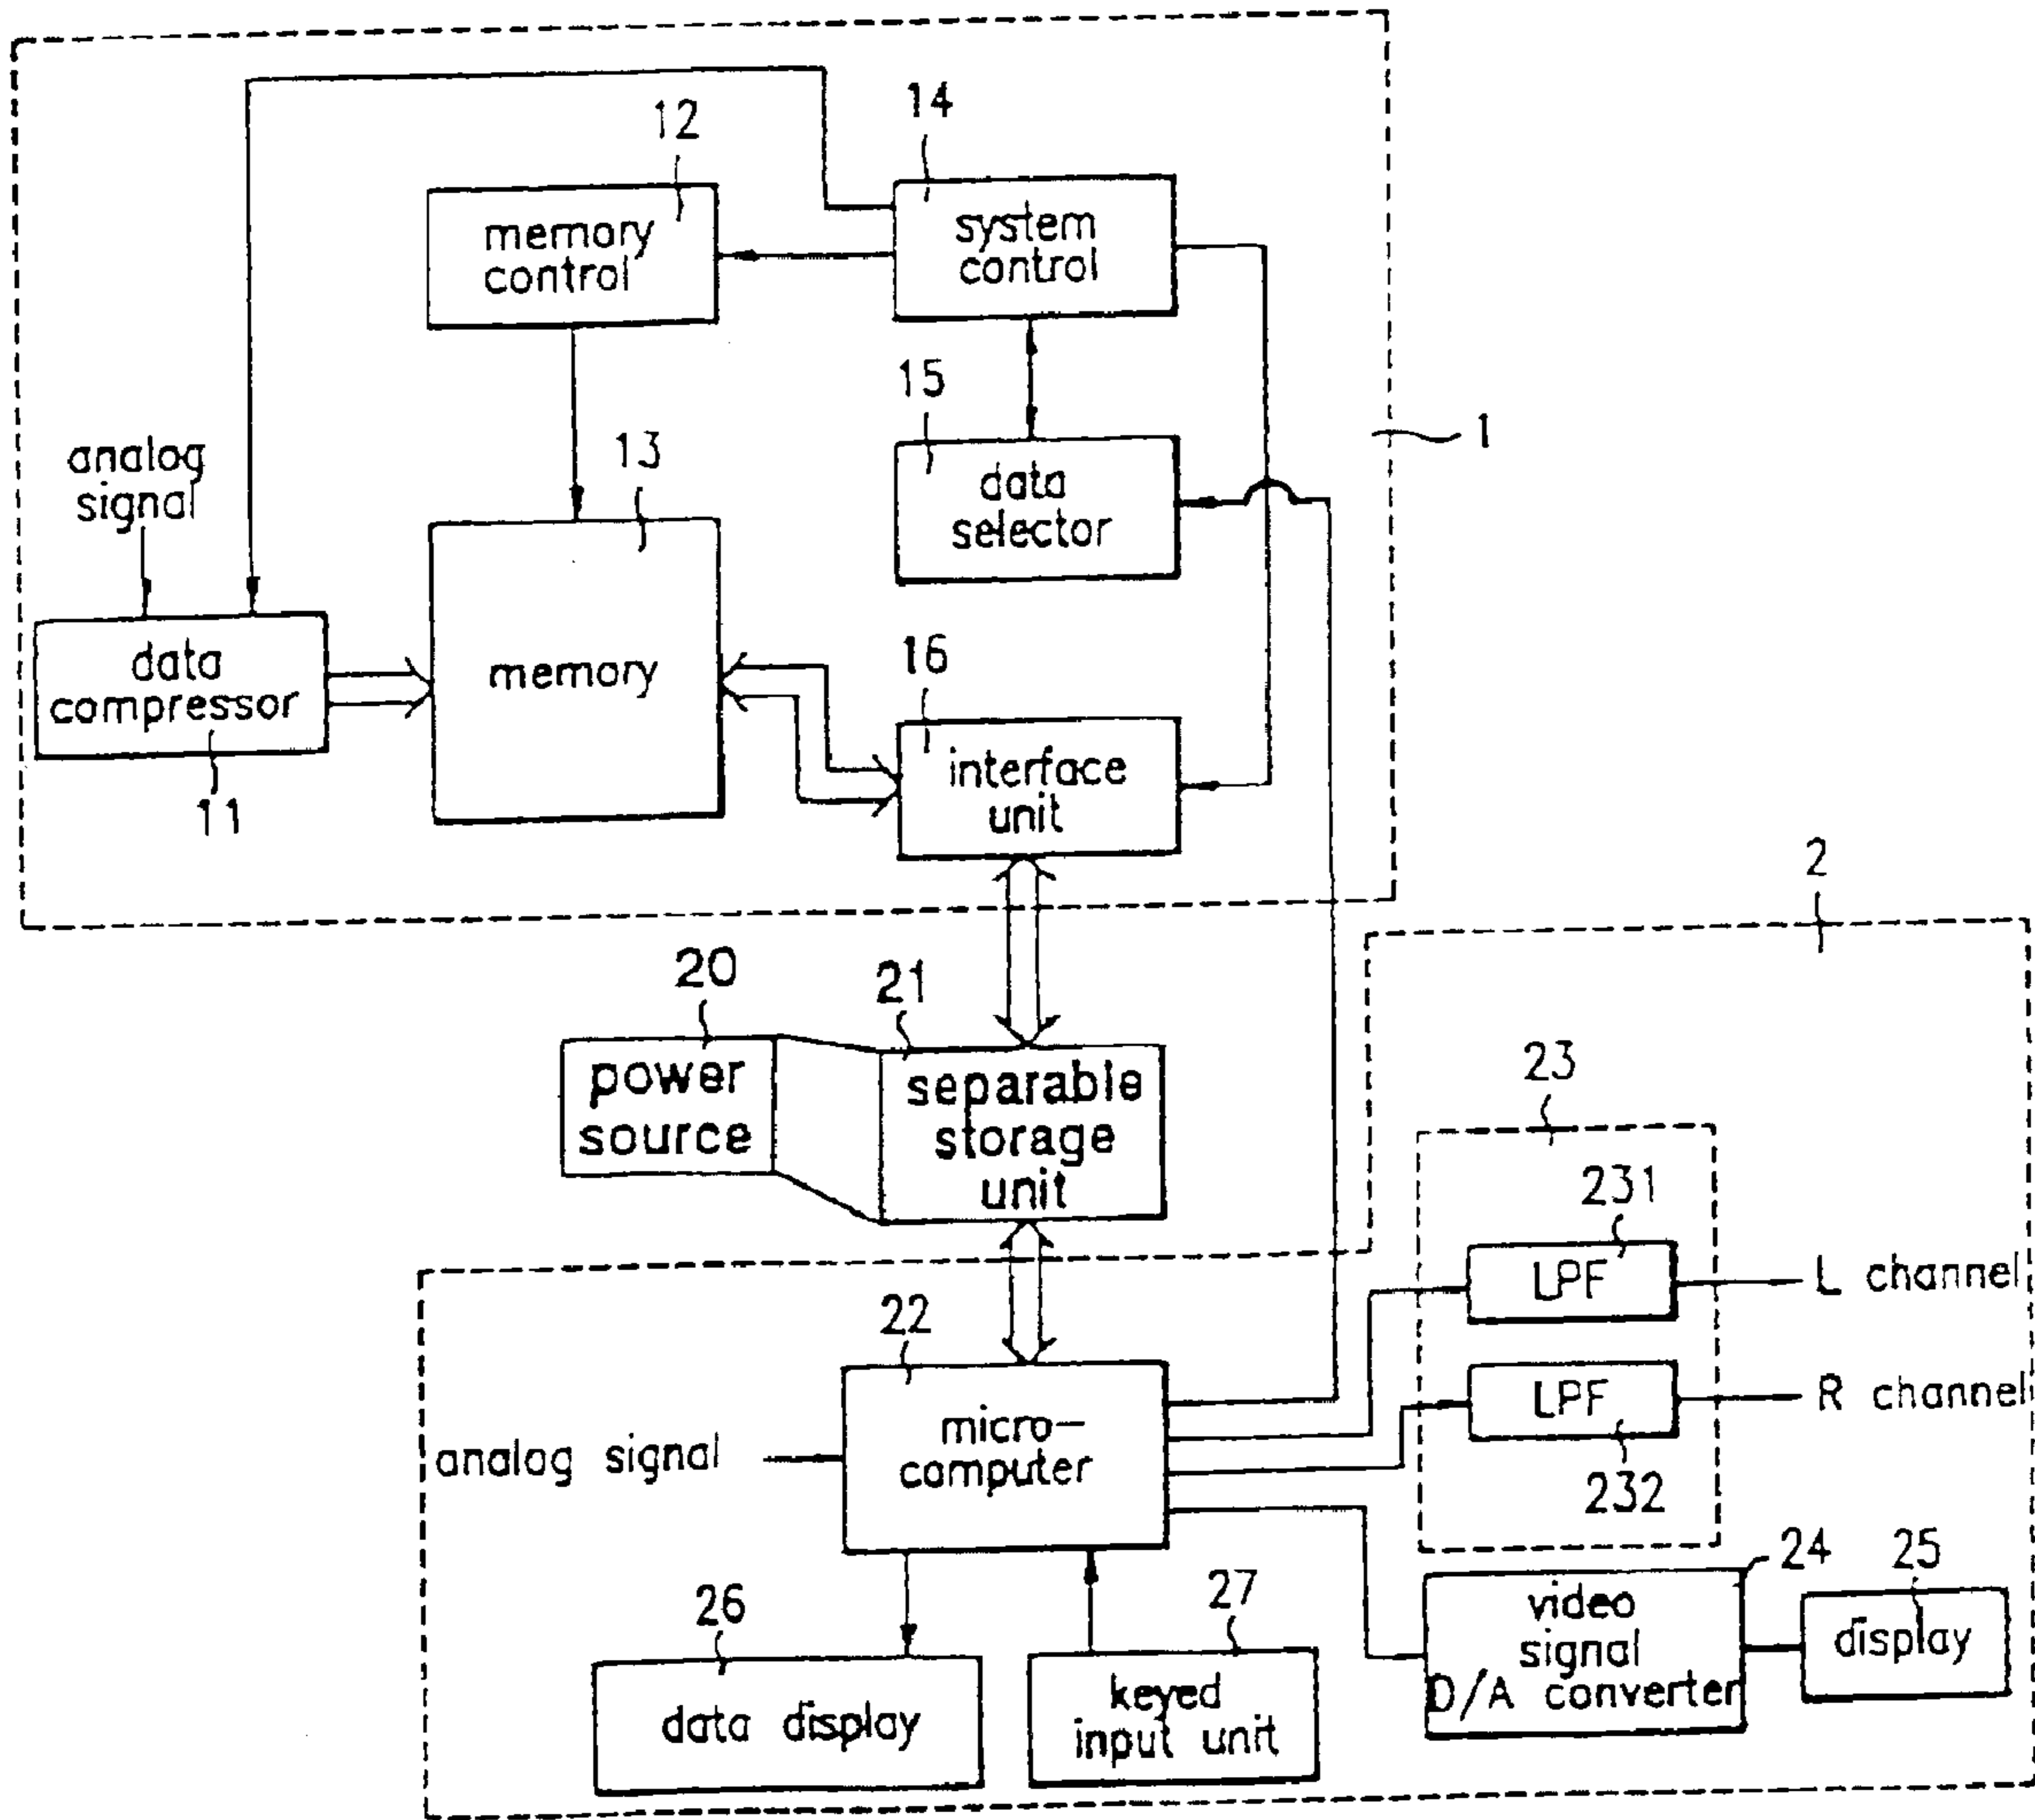 14
12
system
control
memory
control
15
1
analog
signal
13
data
selector
data
compressor
memory
16
interface
unit
11
2
20
21
power
source
separable
storage
unit
23
231
LPF
L channel
22
LPF
R channel
micro-
computer
analog signal
232
24
25
26
27
video
signal
D/A converter
display
data display
keyed
input unit